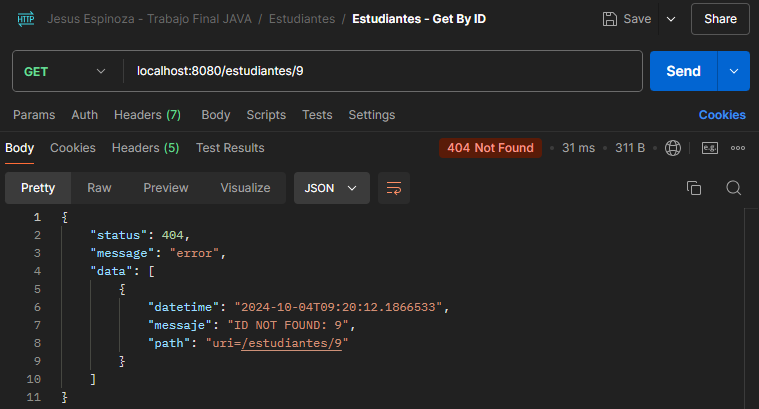 HTTP Jesus Espinoza - Trabajo Final JAVA / Estudiantes / Estudiantes - Get By ID Save Share
GET localhost:8080/estudiantes/9 Send
Params Auth Headers (7) Body Scripts Tests Settings Cookies
Body Cookies Headers (5) Test Results 404 Not Found • 31 ms • 311 B • e.g.
Pretty Raw Preview Visualize JSON
1 {
2 "status": 404,
3 "message": "error",
4 "data": [
5 {
6 "datetime": "2024-10-04T09:20:12.1866533",
7 "messaje": "ID NOT FOUND: 9",
8 "path": "uri=/estudiantes/9"
9 }
10 ]
11 }